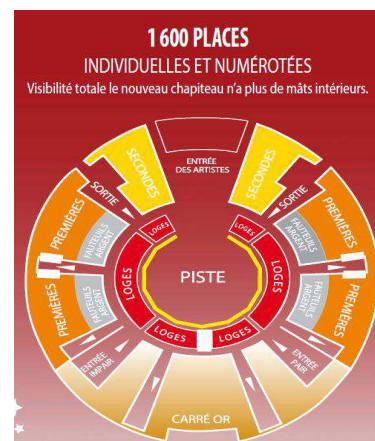 1 600 PLACES
INDIVIDUELLES ET NUMÉROTÉES
Visibilité totale le nouveau chapiteau n'a plus de mâts intérieurs.
SECONDES
ENTRÉE
DES ARTISTES
SECONDES
SORTIE
SORTIE
PREMIÈRES
FAUTEUILS
ARGENT
LOGES
LOGES
FAUTEUILS
ARGENT
PREMIÈRES
LOGES
PISTE
LOGES
PREMIÈRES
FAUTEUILS
ARGENT
FAUTEUILS
ARGENT
PREMIÈRES
LOGES
LOGES
ENTRÉE
IMPAIR
ENTRÉE
PAIR
CARRÉ OR